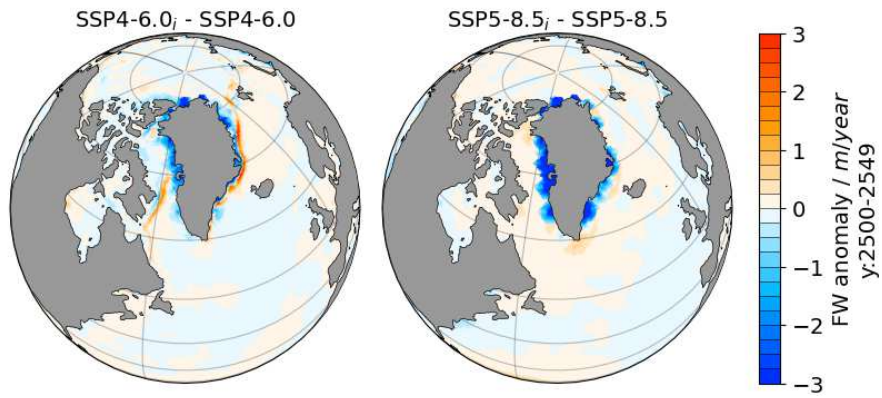 SSP4-6.0ᵢ - SSP4-6.0
SSP5-8.5ᵢ - SSP5-8.5
3
2
1
0
−1
−2
−3
FW anomaly / m/year
y:2500-2549